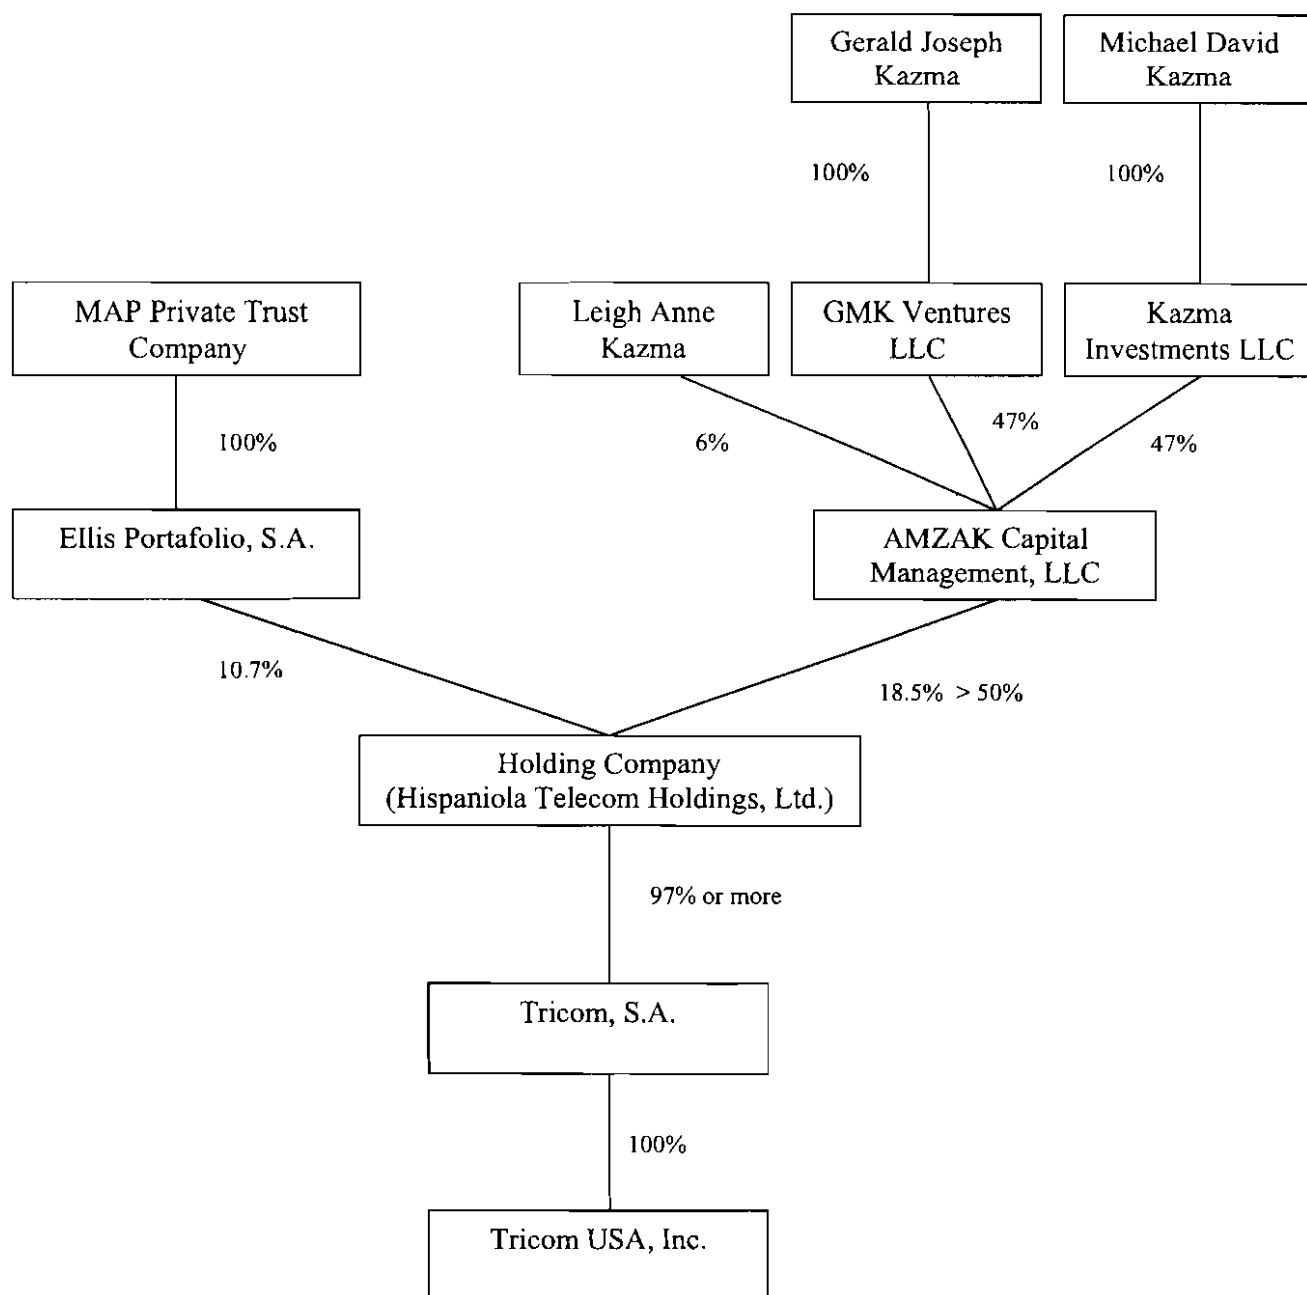 Gerald Joseph
Kazma
Michael David
Kazma
100%
100%
MAP Private Trust
Company
Leigh Anne
Kazma
GMK Ventures
LLC
Kazma
Investments LLC
100%
6%
47%
47%
Ellis Portafolio, S.A.
AMZAK Capital
Management, LLC
10.7%
18.5% > 50%
Holding Company
(Hispaniola Telecom Holdings, Ltd.)
97% or more
Tricom, S.A.
100%
Tricom USA, Inc.